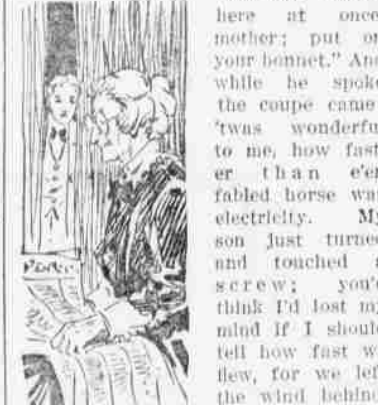 here at once,
mother; put on
your bonnet." And
while he spoke
the coupe came
'twas wonderful
to me, how fast-
er than e'er
fabled horse was
electricity. My
son just turned
and touched a
screw; you'd
think I'd lost my
mind if I should
tell how fast we
flew, for we left
the wind behind